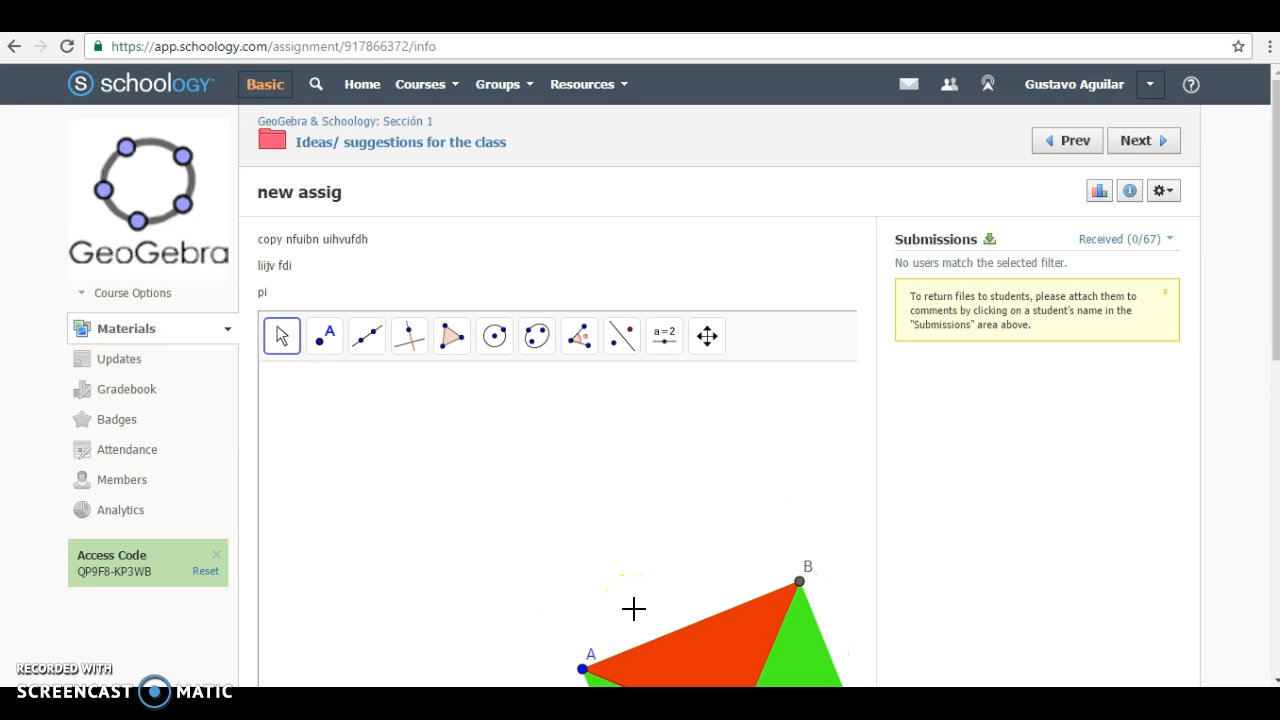 https://app.schoology.com/assignment/917866372/info
S schoology Basic Home Courses Groups Resources Gustavo Aguilar ?
GeoGebra & Schoology: Sección 1
Ideas/ suggestions for the class
Prev Next
new assig
GeoGebra
Course Options
Materials
Updates
Gradebook
Badges
Attendance
Members
Analytics
Access Code
QP9F8-KP3WB Reset
copy nfuibn uihvufdh
liijv fdi
pi
A α a=2
B
A
Submissions Received (0/67)
No users match the selected filter.
To return files to students, please attach them to
comments by clicking on a student's name in the
"Submissions" area above.
RECORDED WITH
SCREENCAST MATIC